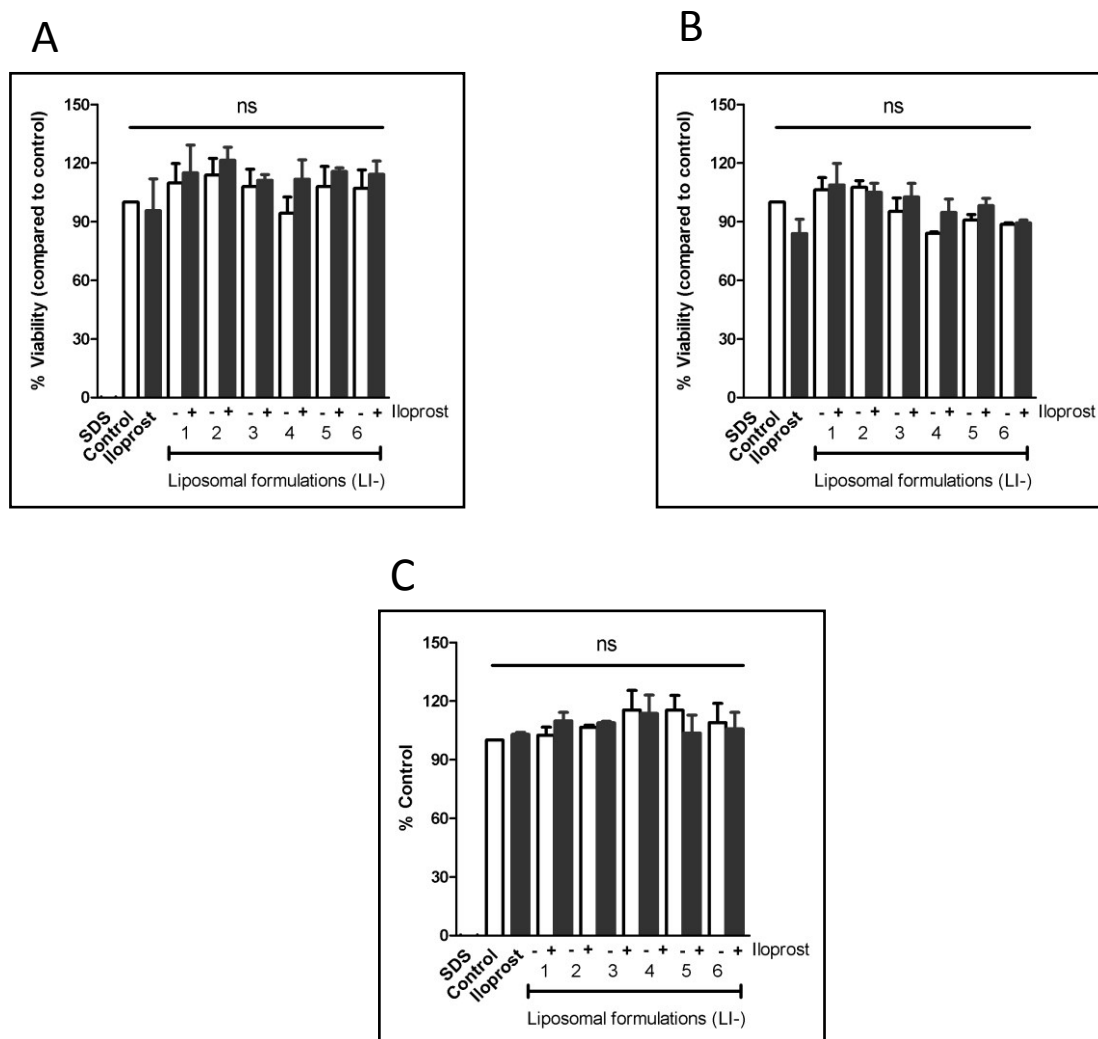 A
ns
% Viability (compared to control)
150
120
90
60
30
0
SDS
Control
Iloprost
- + - + - + - + - + - + Iloprost
1 2 3 4 5 6
Liposomal formulations (LI-)
B
ns
% Viability (compared to control)
150
120
90
60
30
0
SDS
Control
Iloprost
- + - + - + - + - + - + Iloprost
1 2 3 4 5 6
Liposomal formulations (LI-)
C
ns
% Control
150
120
90
60
30
0
SDS
Control
Iloprost
- + - + - + - + - + - + Iloprost
1 2 3 4 5 6
Liposomal formulations (LI-)